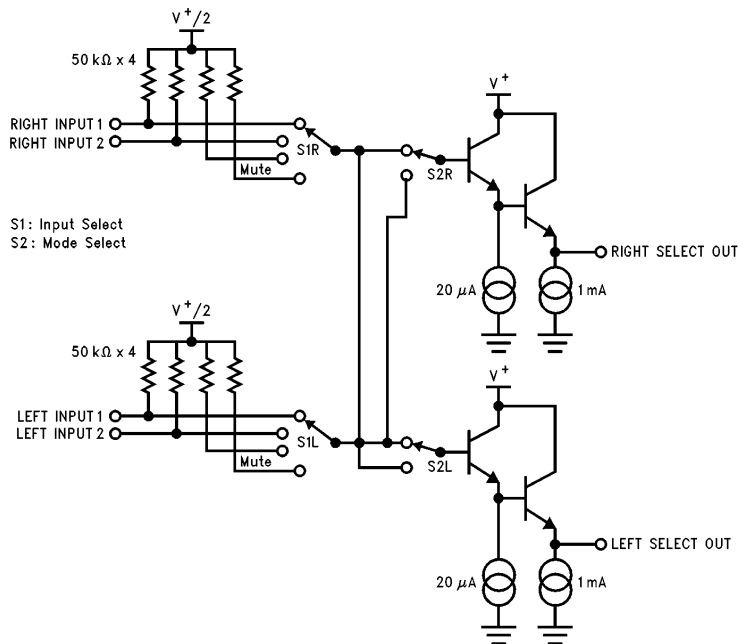 V⁺/2
50 kΩ x 4
V⁺
RIGHT INPUT 1
RIGHT INPUT 2
S1R
S2R
Mute
S1: Input Select
S2: Mode Select
RIGHT SELECT OUT
20 μA
1 mA
V⁺/2
50 kΩ x 4
V⁺
LEFT INPUT 1
LEFT INPUT 2
S1L
S2L
Mute
LEFT SELECT OUT
20 μA
1 mA